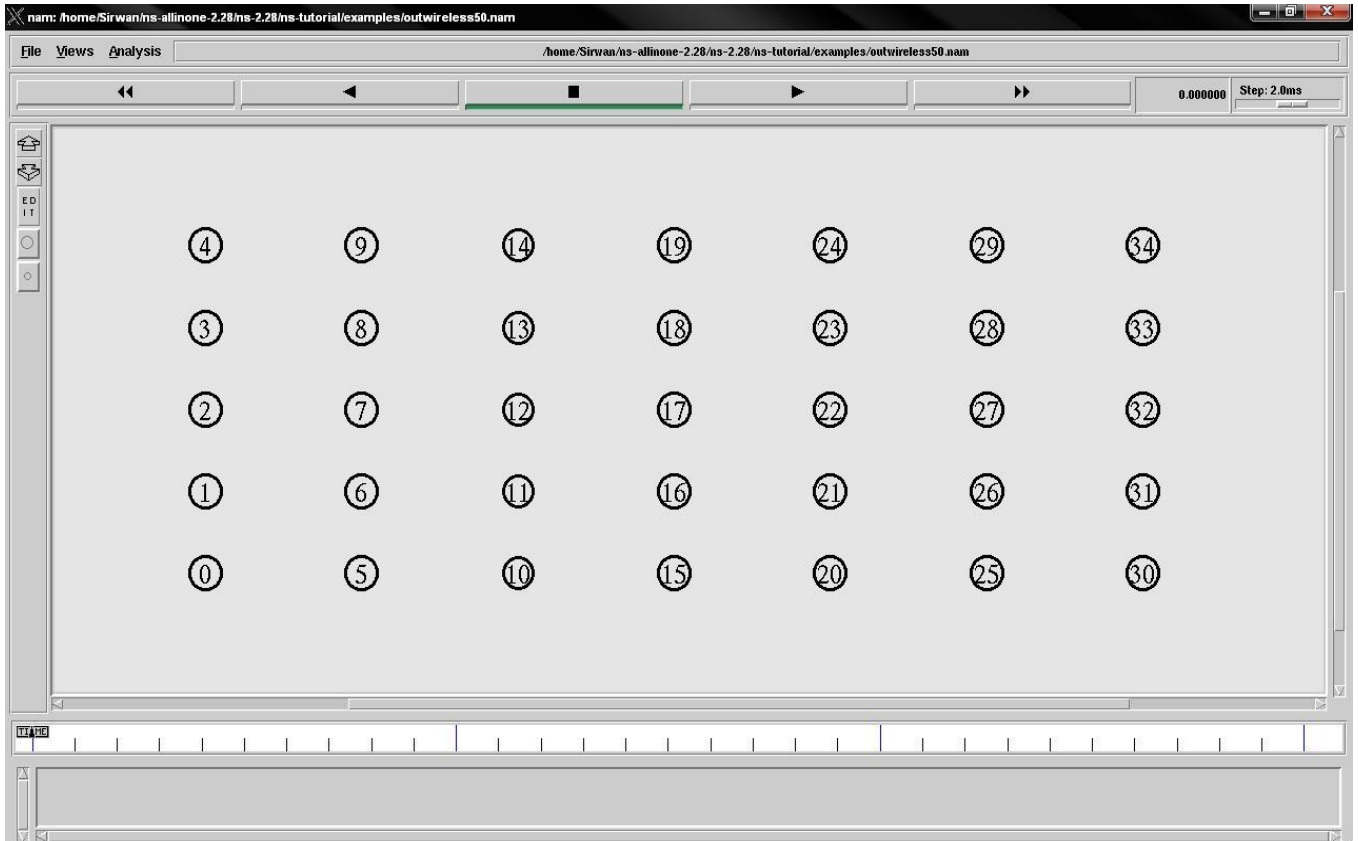 nam: /home/Sirwan/ns-allinone-2.28/ns-2.28/ns-tutorial/examples/outwireless50.nam
File Views Analysis /home/Sirwan/ns-allinone-2.28/ns-2.28/ns-tutorial/examples/outwireless50.nam
0.000000 Step: 2.0ms
ED
IT
4 9 14 19 24 29 34
3 8 13 18 23 28 33
2 7 12 17 22 27 32
1 6 11 16 21 26 31
0 5 10 15 20 25 30
TIME